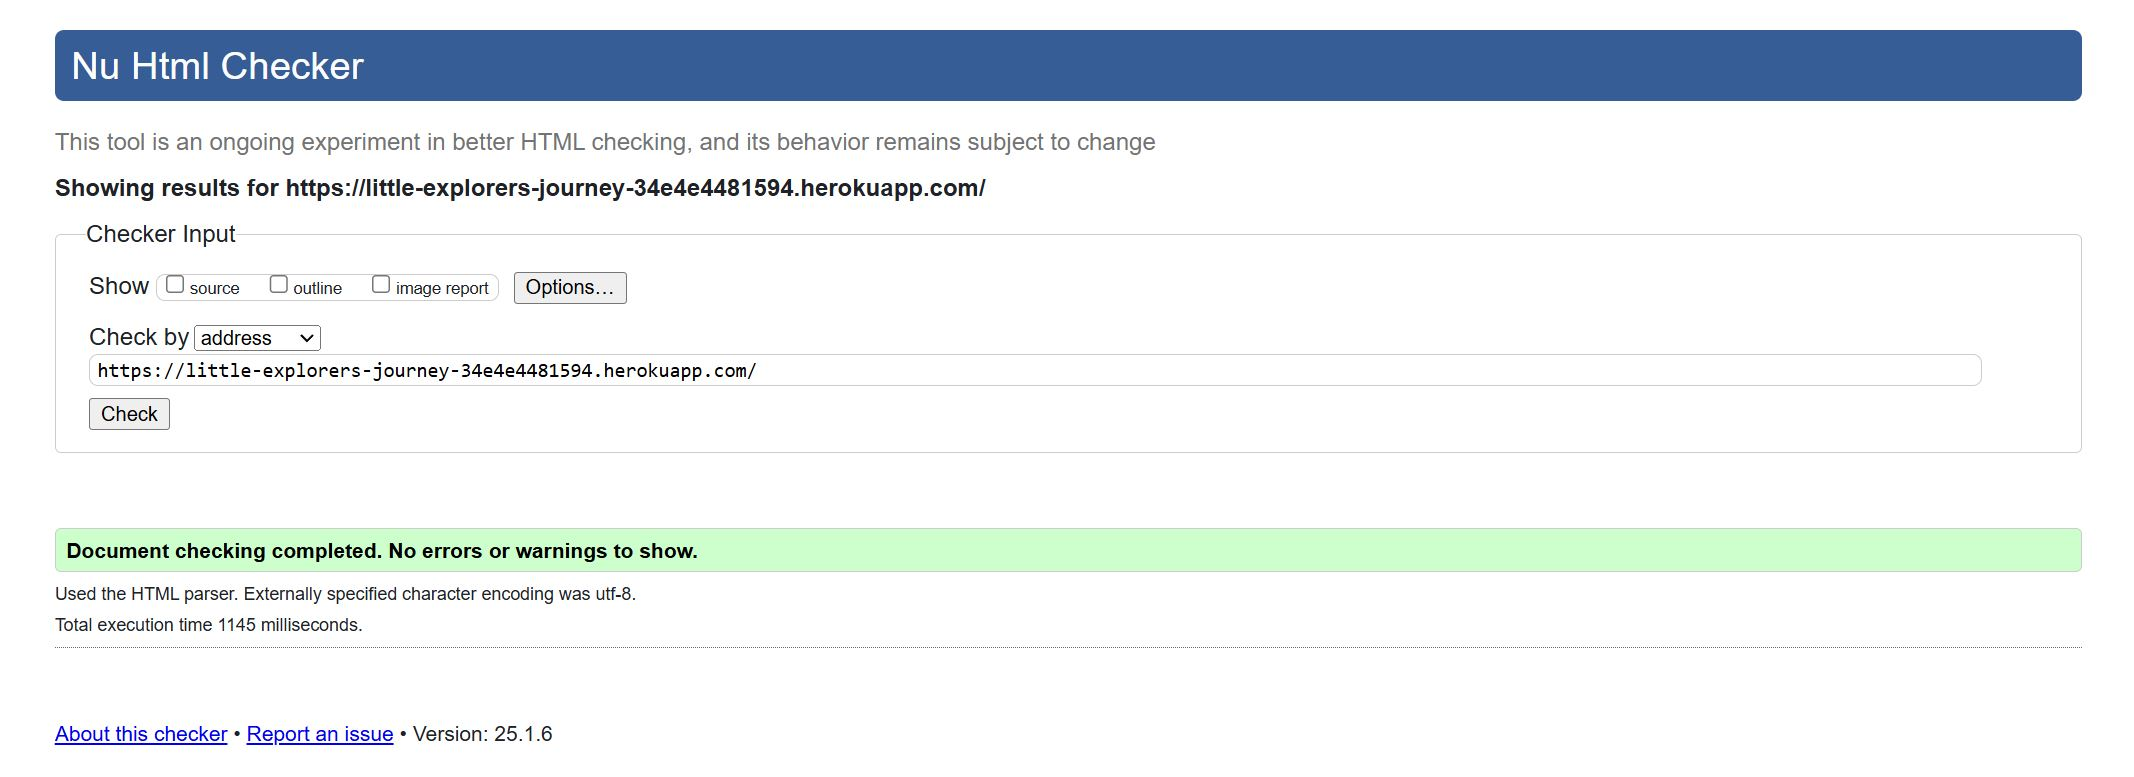 Nu Html Checker
This tool is an ongoing experiment in better HTML checking, and its behavior remains subject to change
Showing results for https://little-explorers-journey-34e4e4481594.herokuapp.com/
Checker Input
Show source outline image report Options…
Check by address
https://little-explorers-journey-34e4e4481594.herokuapp.com/
Check
Document checking completed. No errors or warnings to show.
Used the HTML parser. Externally specified character encoding was utf-8.
Total execution time 1145 milliseconds.
About this checker • Report an issue • Version: 25.1.6